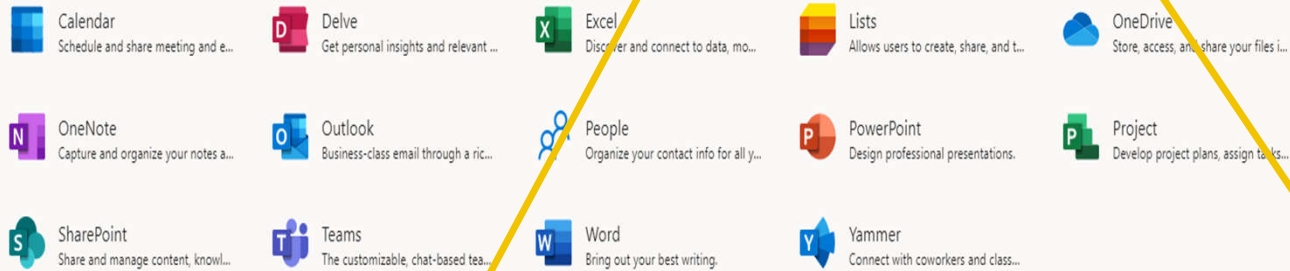 Calendar
Schedule and share meeting and e...
Delve
Get personal insights and relevant ...
Excel
Discover and connect to data, mo...
Lists
Allows users to create, share, and t...
OneDrive
Store, access, and share your files i...
N OneNote
Capture and organize your notes a...
O Outlook
Business-class email through a ric...
People
Organize your contact info for all y...
P PowerPoint
Design professional presentations.
P Project
Develop project plans, assign tasks...
S SharePoint
Share and manage content, knowl...
T Teams
The customizable, chat-based tea...
W Word
Bring out your best writing.
Y Yammer
Connect with coworkers and class...